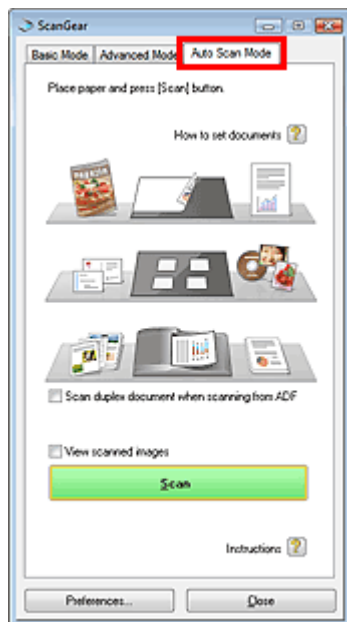 ScanGear
Basic Mode Advanced Mode Auto Scan Mode
Place paper and press [Scan] button.
How to set documents
Scan duplex document when scanning from ADF
View scanned images
Scan
Instructions
Preferences... Close